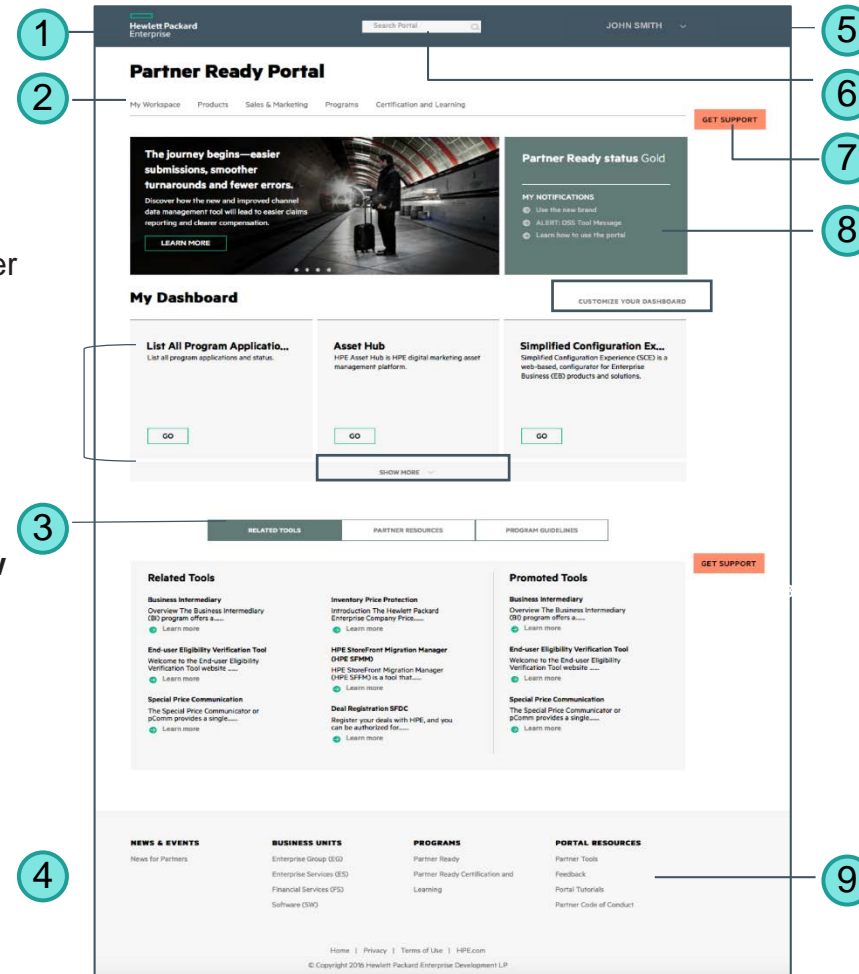 1
Hewlett Packard
Enterprise
Search Portal
JOHN SMITH
5
Partner Ready Portal
6
2
My Workspace Products Sales & Marketing Programs Certification and Learning
GET SUPPORT
7
The journey begins—easier
submissions, smoother
turnarounds and fewer errors.
Discover how the new and improved channel
data management tool will lead to easier claims
reporting and clearer compensation.
LEARN MORE
Partner Ready status Gold
MY NOTIFICATIONS
Use the new brand
ALERT: OSS Tool Message
Learn how to use the portal
8
er
My Dashboard
CUSTOMIZE YOUR DASHBOARD
List All Program Applicatio...
List all program applications and status.
GO
Asset Hub
HPE Asset Hub is HPE digital marketing asset
management platform.
GO
Simplified Configuration Ex...
Simplified Configuration Experience (SCE) is a
web-based, configurator for Enterprise
Business (EB) products and solutions.
GO
SHOW MORE
3
RELATED TOOLS PARTNER RESOURCES PROGRAM GUIDELINES
GET SUPPORT
Related Tools
Business Intermediary
Overview The Business Intermediary
(BI) program offers a......
Learn more
End-user Eligibility Verification Tool
Welcome to the End-user Eligibility
Verification Tool website ......
Learn more
Special Price Communication
The Special Price Communicator or
pComm provides a single......
Learn more
Inventory Price Protection
Introduction The Hewlett Packard
Enterprise Company Price......
Learn more
HPE StoreFront Migration Manager
(HPE SFMM)
HPE StoreFront Migration Manager
(HPE SFFM) is a tool that......
Learn more
Deal Registration SFDC
Register your deals with HPE, and you
can be authorized for......
Learn more
Promoted Tools
Business Intermediary
Overview The Business Intermediary
(BI) program offers a......
Learn more
End-user Eligibility Verification Tool
Welcome to the End-user Eligibility
Verification Tool website ......
Learn more
Special Price Communication
The Special Price Communicator or
pComm provides a single......
Learn more
4
NEWS & EVENTS
News for Partners
BUSINESS UNITS
Enterprise Group (EG)
Enterprise Services (ES)
Financial Services (FS)
Software (SW)
PROGRAMS
Partner Ready
Partner Ready Certification and
Learning
PORTAL RESOURCES
Partner Tools
Feedback
Portal Tutorials
Partner Code of Conduct
9
Home | Privacy | Terms of Use | HPE.com
© Copyright 2016 Hewlett Packard Enterprise Development LP